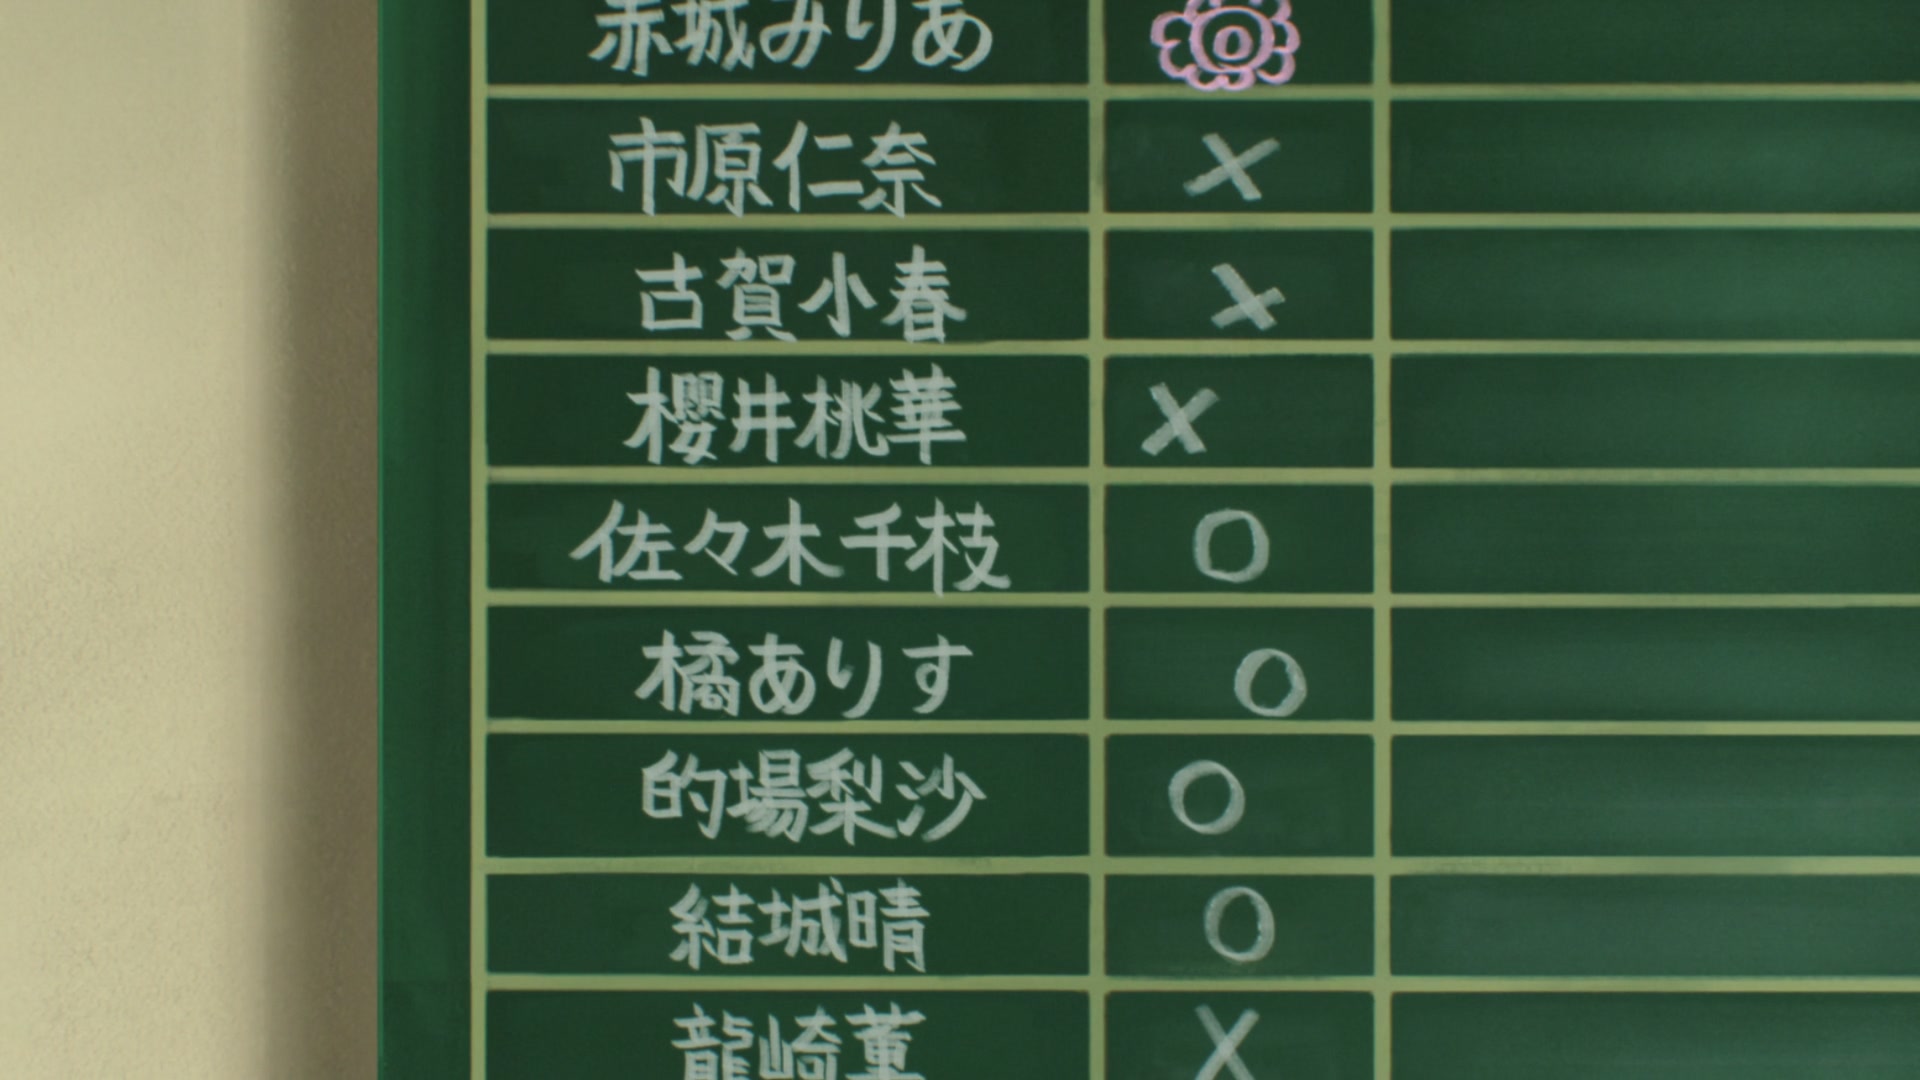 赤城みりあ ○
市原仁奈 ×
古賀小春 ×
櫻井桃華 ×
佐々木千枝 ○
橘ありす ○
的場梨沙 ○
結城晴 ○
龍崎薫 ×